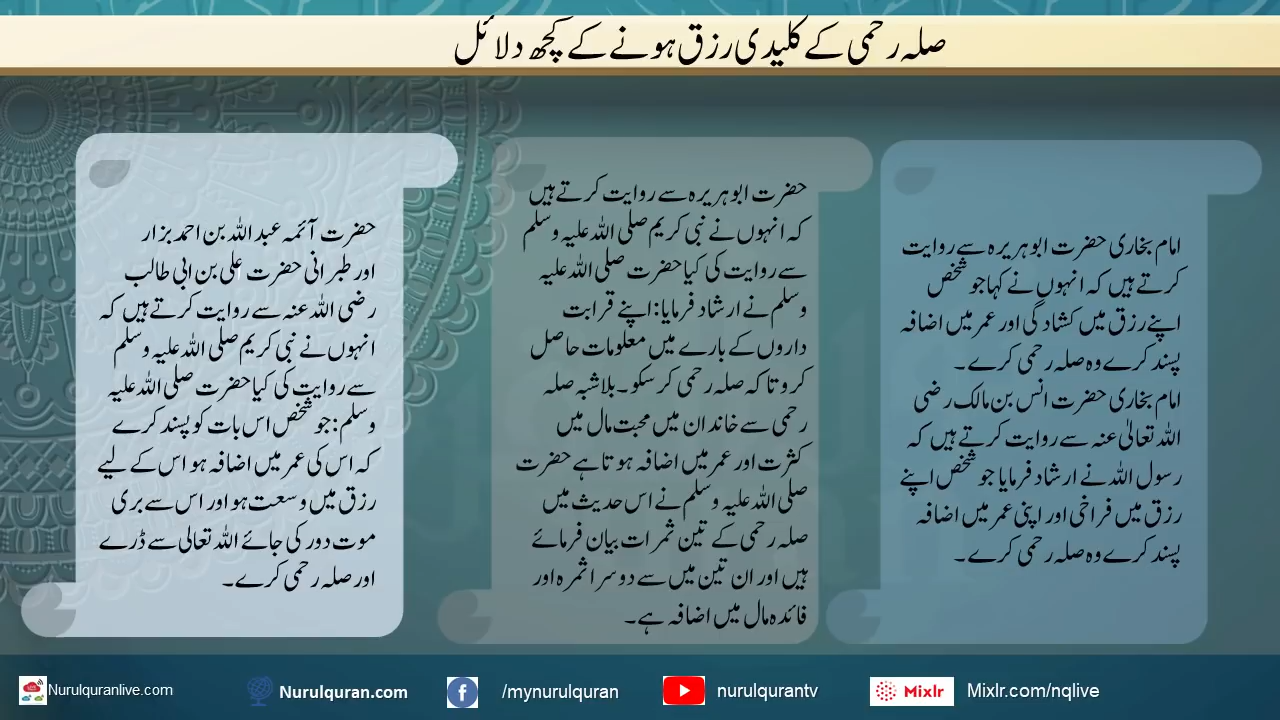 صلہ رحمی کے کلیدی رزق ہونے کے کچھ دلائل
امام بخاری حضرت ابو ہریرہ سے روایت
کرتے ہیں کہ انہوں نے کہا جو شخص
اپنے رزق میں کشادگی اور عمر میں اضافہ
پسند کرے وہ صلہ رحمی کرے۔
امام بخاری حضرت انس بن مالک رضی
اللہ تعالیٰ عنہ سے روایت کرتے ہیں کہ
رسول اللہ نے ارشاد فرمایا جو شخص اپنے
رزق میں فراخی اور اپنی عمر میں اضافہ
پسند کرے وہ صلہ رحمی کرے۔
حضرت ابو ہریرہ سے روایت کرتے ہیں
کہ انہوں نے نبی کریم صلی اللہ علیہ وسلم
سے روایت کی کیا حضرت صلی اللہ علیہ
وسلم نے ارشاد فرمایا: اپنے قرابت
داروں کے بارے میں معلومات حاصل
کرو تاکہ صلہ رحمی کر سکو۔ بلاشبہ صلہ
رحمی سے خاندان میں محبت مال میں
کثرت اور عمر میں اضافہ ہوتا ہے حضرت
صلی اللہ علیہ وسلم نے اس حدیث میں
صلہ رحمی کے تین ثمرات بیان فرمائے
ہیں اور ان تین میں سے دوسرا ثمرہ اور
فائدہ مال میں اضافہ ہے۔
حضرت آئمہ عبد اللہ بن احمد بزار
اور طبرانی حضرت علی بن ابی طالب
رضی اللہ عنہ سے روایت کرتے ہیں کہ
انہوں نے نبی کریم صلی اللہ علیہ وسلم
سے روایت کی کیا حضرت صلی اللہ علیہ
وسلم: جو شخص اس بات کو پسند کرے
کہ اس کی عمر میں اضافہ ہو اس کے لیے
رزق میں وسعت ہو اور اس سے بری
موت دور کی جائے اللہ تعالی سے ڈرے
اور صلہ رحمی کرے۔
Nurulquranlive.com
Nurulquran.com
/mynurulquran
nurulqurantv
Mixlr
Mixlr.com/nqlive